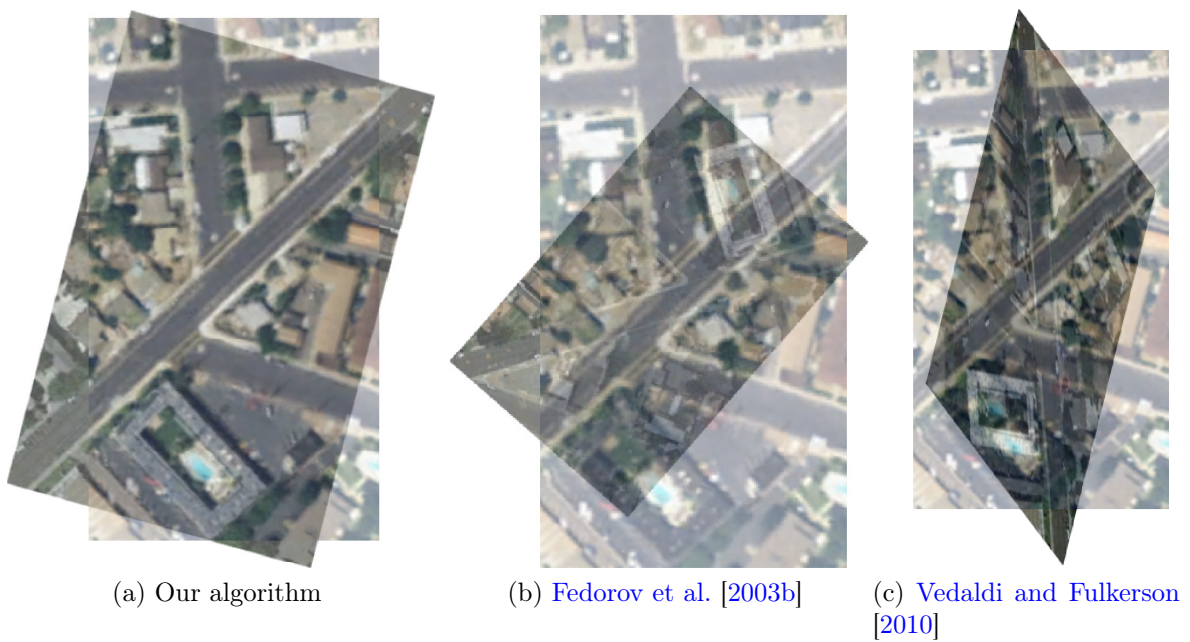 (a) Our algorithm
(b) Fedorov et al. [2003b]
(c) Vedaldi and Fulkerson
[2010]